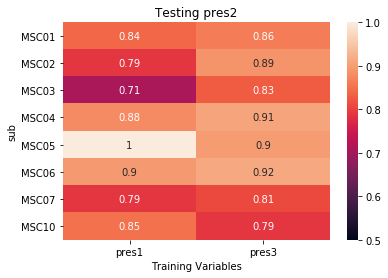 Testing pres2
sub
MSC01 0.84 0.86
MSC02 0.79 0.89
MSC03 0.71 0.83
MSC04 0.88 0.91
MSC05 1 0.9
MSC06 0.9 0.92
MSC07 0.79 0.81
MSC10 0.85 0.79
pres1 pres3
Training Variables
1.0
0.9
0.8
0.7
0.6
0.5